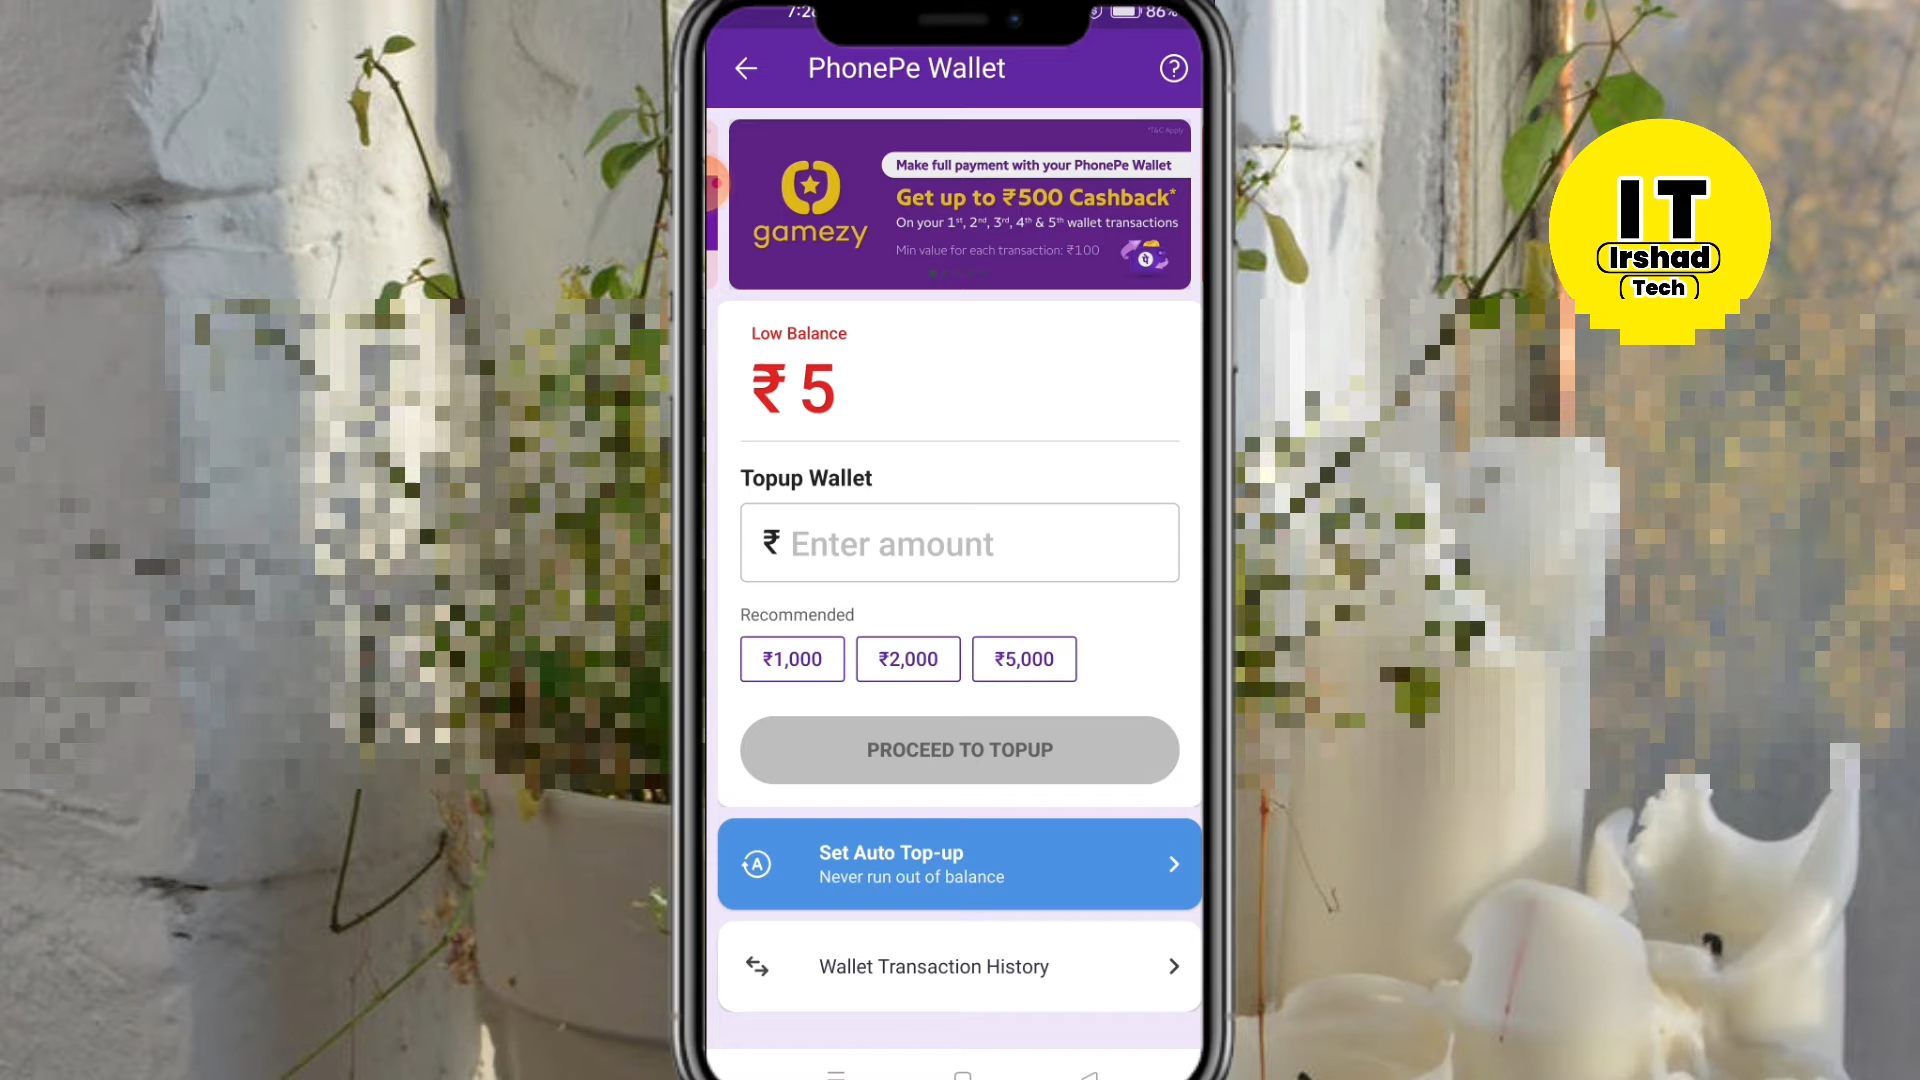 86%
PhonePe Wallet
*T&C Apply
gamezy
Make full payment with your PhonePe Wallet
Get up to ₹500 Cashback*
On your 1st, 2nd, 3rd, 4th & 5th wallet transactions
Min value for each transaction: ₹100
IT
Irshad
Tech
Low Balance
₹ 5
Topup Wallet
₹ Enter amount
Recommended
₹1,000 ₹2,000 ₹5,000
PROCEED TO TOPUP
A
Set Auto Top-up
Never run out of balance
Wallet Transaction History